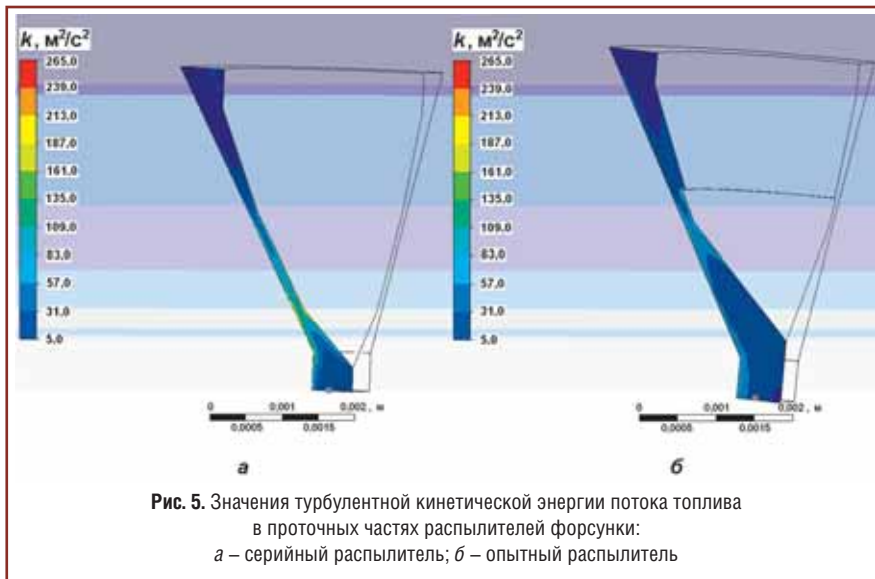 k, м²/с²
265.0
239.0
213.0
187.0
161.0
135.0
109.0
83.0
57.0
31.0
5.0
0 0.001 0.002, м
0.0005 0.0015
а
k, м²/с²
265.0
239.0
213.0
187.0
161.0
135.0
109.0
83.0
57.0
31.0
5.0
0 0.001 0.002, м
0.0005 0.0015
б
Рис. 5. Значения турбулентной кинетической энергии потока топлива
в проточных частях распылителей форсунки:
а – серийный распылитель; б – опытный распылитель